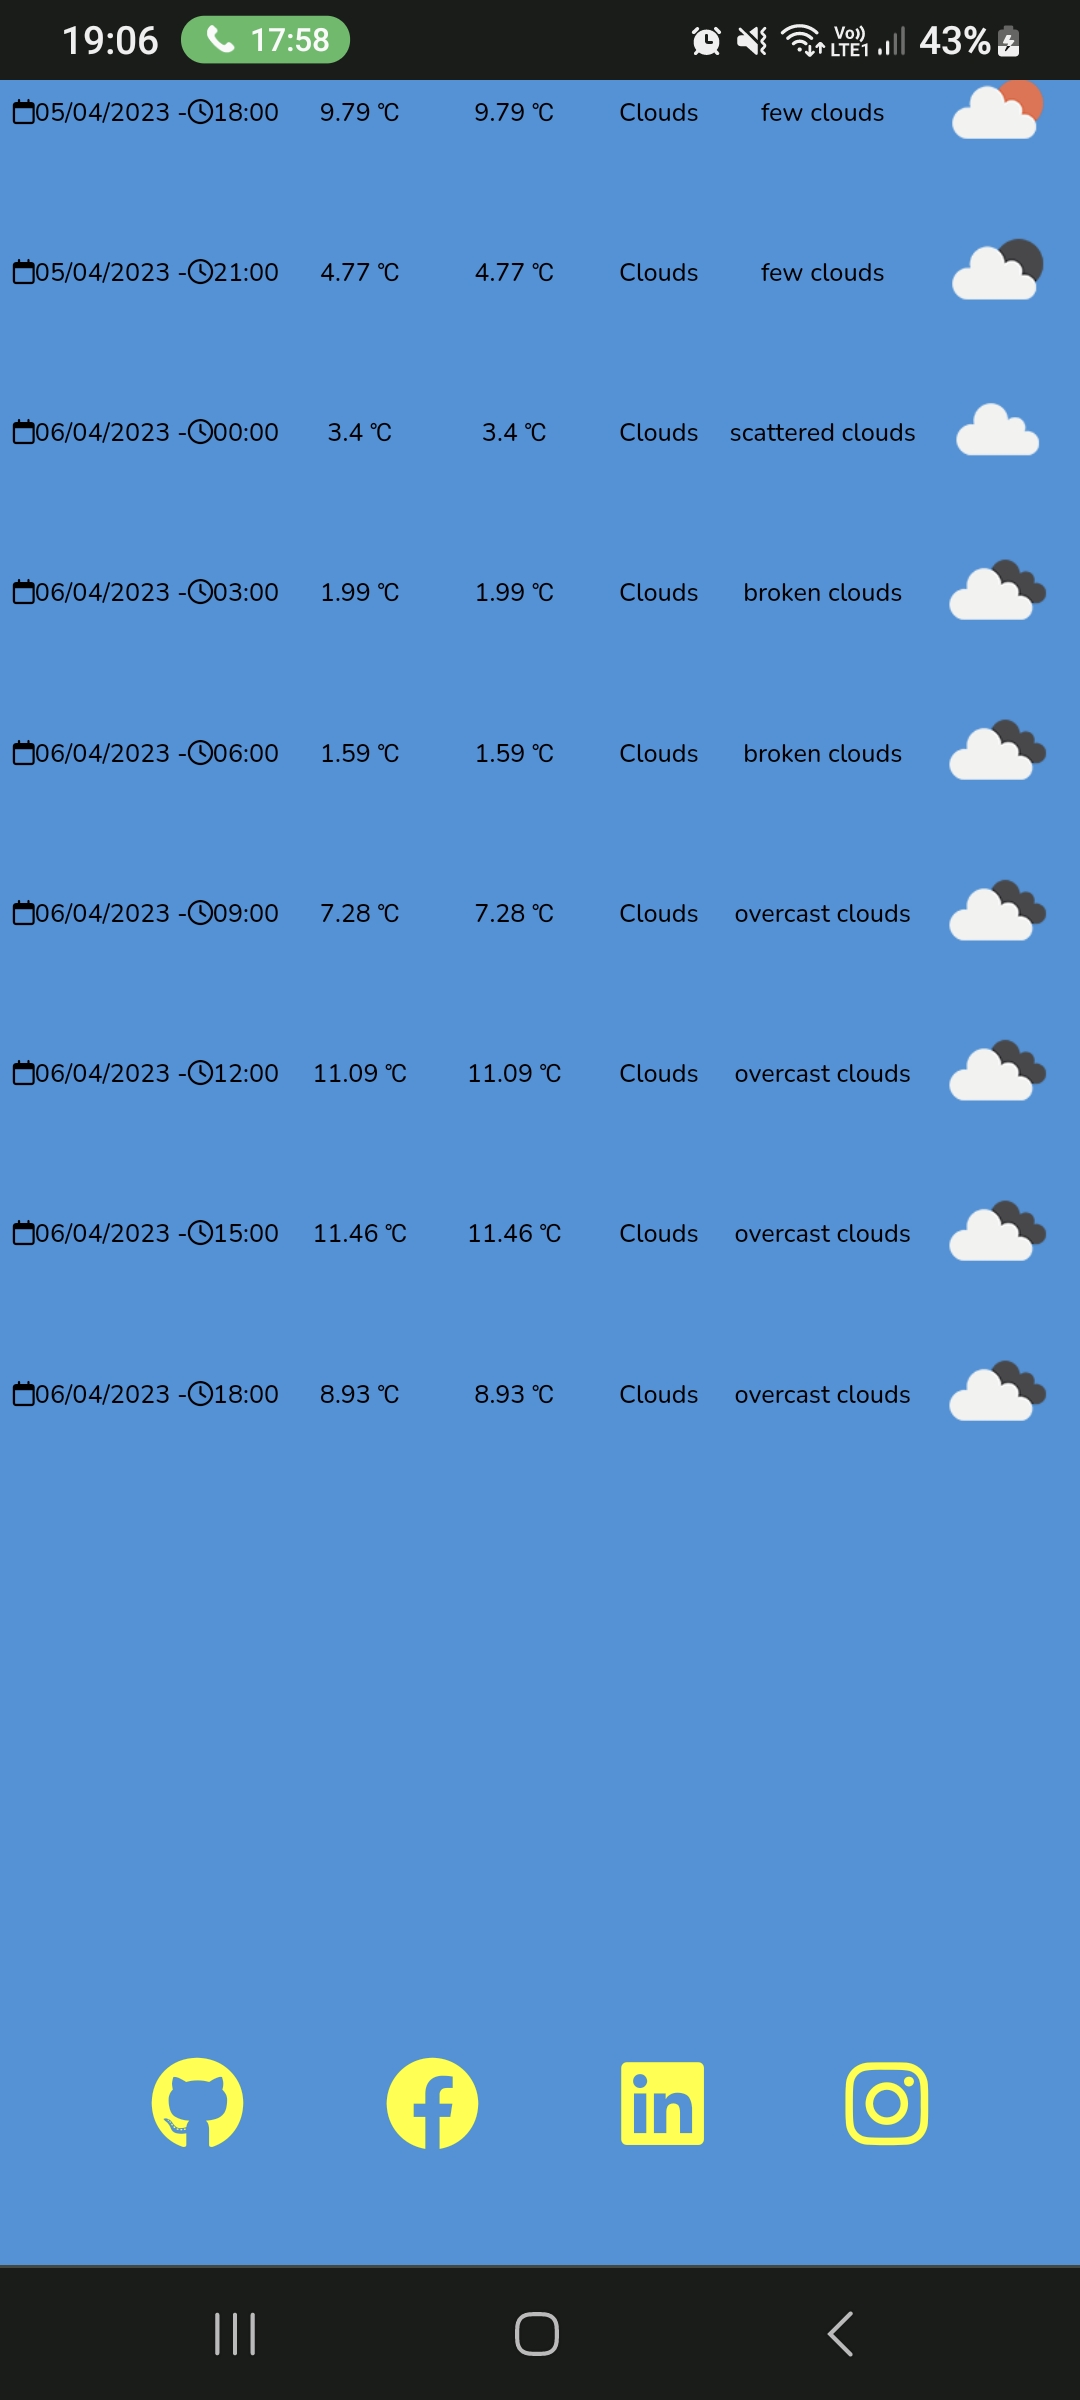 19:06 17:58 Vo)) LTE1 43%
05/04/2023 - 18:00 9.79 °C 9.79 °C Clouds few clouds
05/04/2023 - 21:00 4.77 °C 4.77 °C Clouds few clouds
06/04/2023 - 00:00 3.4 °C 3.4 °C Clouds scattered clouds
06/04/2023 - 03:00 1.99 °C 1.99 °C Clouds broken clouds
06/04/2023 - 06:00 1.59 °C 1.59 °C Clouds broken clouds
06/04/2023 - 09:00 7.28 °C 7.28 °C Clouds overcast clouds
06/04/2023 - 12:00 11.09 °C 11.09 °C Clouds overcast clouds
06/04/2023 - 15:00 11.46 °C 11.46 °C Clouds overcast clouds
06/04/2023 - 18:00 8.93 °C 8.93 °C Clouds overcast clouds